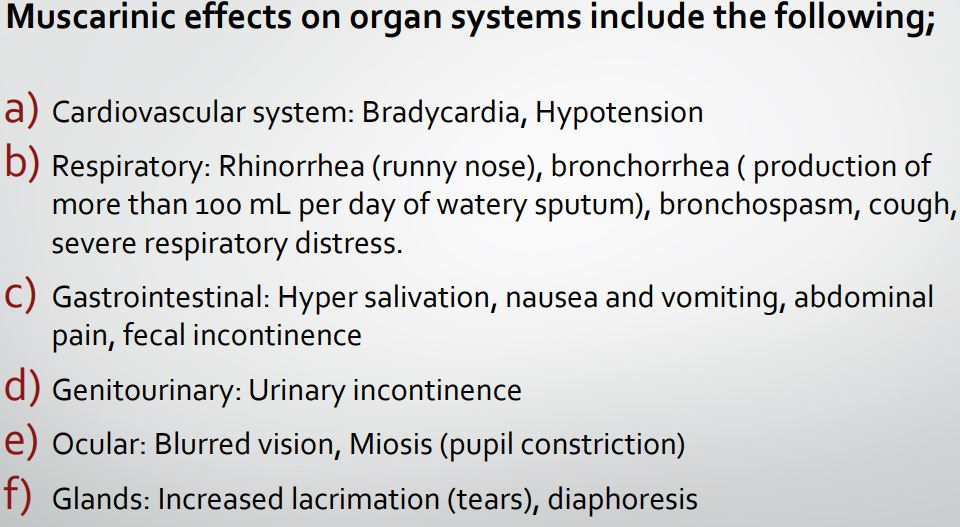 Muscarinic effects on organ systems include the following;
a) Cardiovascular system: Bradycardia, Hypotension
b) Respiratory: Rhinorrhea (runny nose), bronchorrhea ( production of
more than 100 mL per day of watery sputum), bronchospasm, cough,
severe respiratory distress.
c) Gastrointestinal: Hyper salivation, nausea and vomiting, abdominal
pain, fecal incontinence
d) Genitourinary: Urinary incontinence
e) Ocular: Blurred vision, Miosis (pupil constriction)
f) Glands: Increased lacrimation (tears), diaphoresis